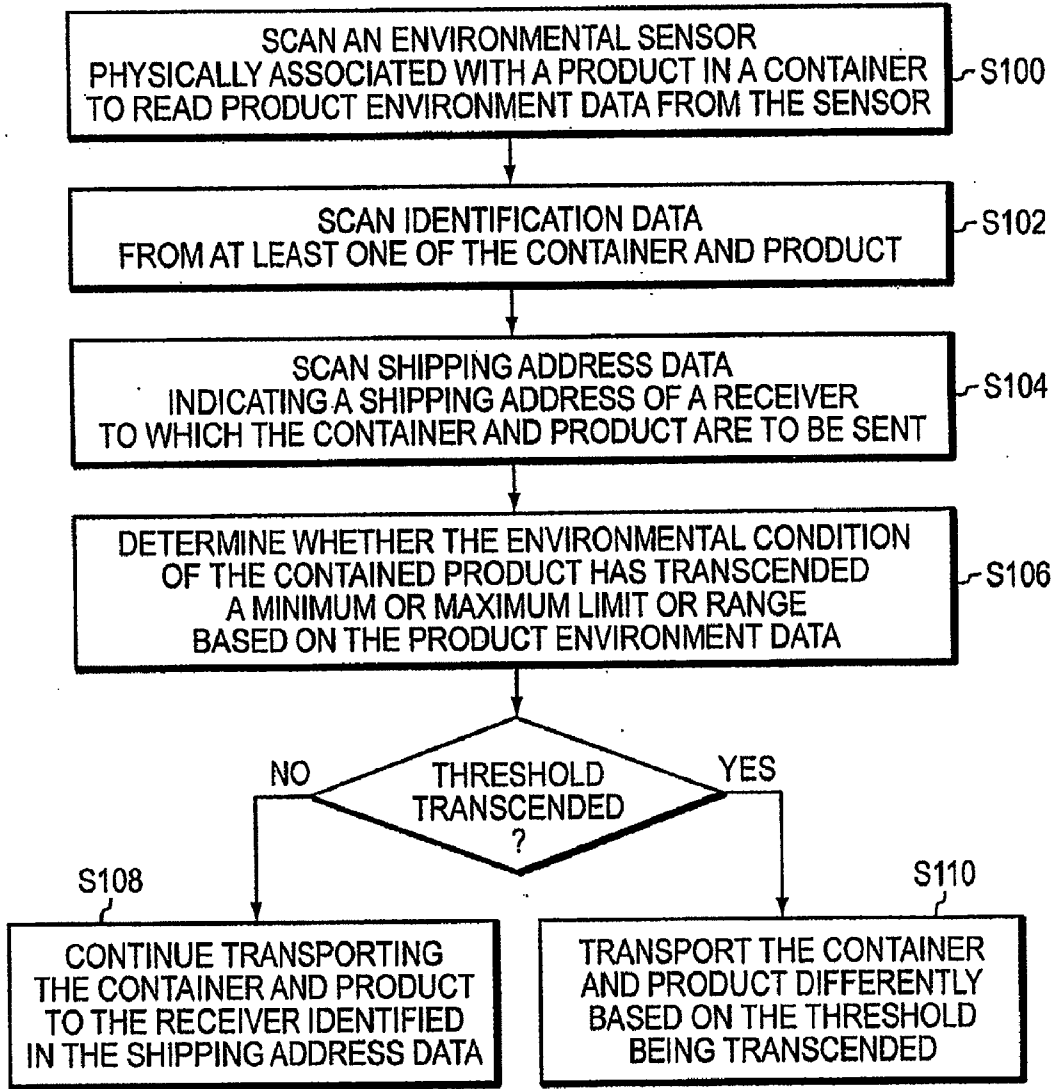 SCAN AN ENVIRONMENTAL SENSOR
PHYSICALLY ASSOCIATED WITH A PRODUCT IN A CONTAINER
TO READ PRODUCT ENVIRONMENT DATA FROM THE SENSOR
S100
SCAN IDENTIFICATION DATA
FROM AT LEAST ONE OF THE CONTAINER AND PRODUCT
S102
SCAN SHIPPING ADDRESS DATA
INDICATING A SHIPPING ADDRESS OF A RECEIVER
TO WHICH THE CONTAINER AND PRODUCT ARE TO BE SENT
S104
DETERMINE WHETHER THE ENVIRONMENTAL CONDITION
OF THE CONTAINED PRODUCT HAS TRANSCENDED
A MINIMUM OR MAXIMUM LIMIT OR RANGE
BASED ON THE PRODUCT ENVIRONMENT DATA
S106
NO
THRESHOLD
TRANSCENDED
?
YES
S108
CONTINUE TRANSPORTING
THE CONTAINER AND PRODUCT
TO THE RECEIVER IDENTIFIED
IN THE SHIPPING ADDRESS DATA
S110
TRANSPORT THE CONTAINER
AND PRODUCT DIFFERENTLY
BASED ON THE THRESHOLD
BEING TRANSCENDED